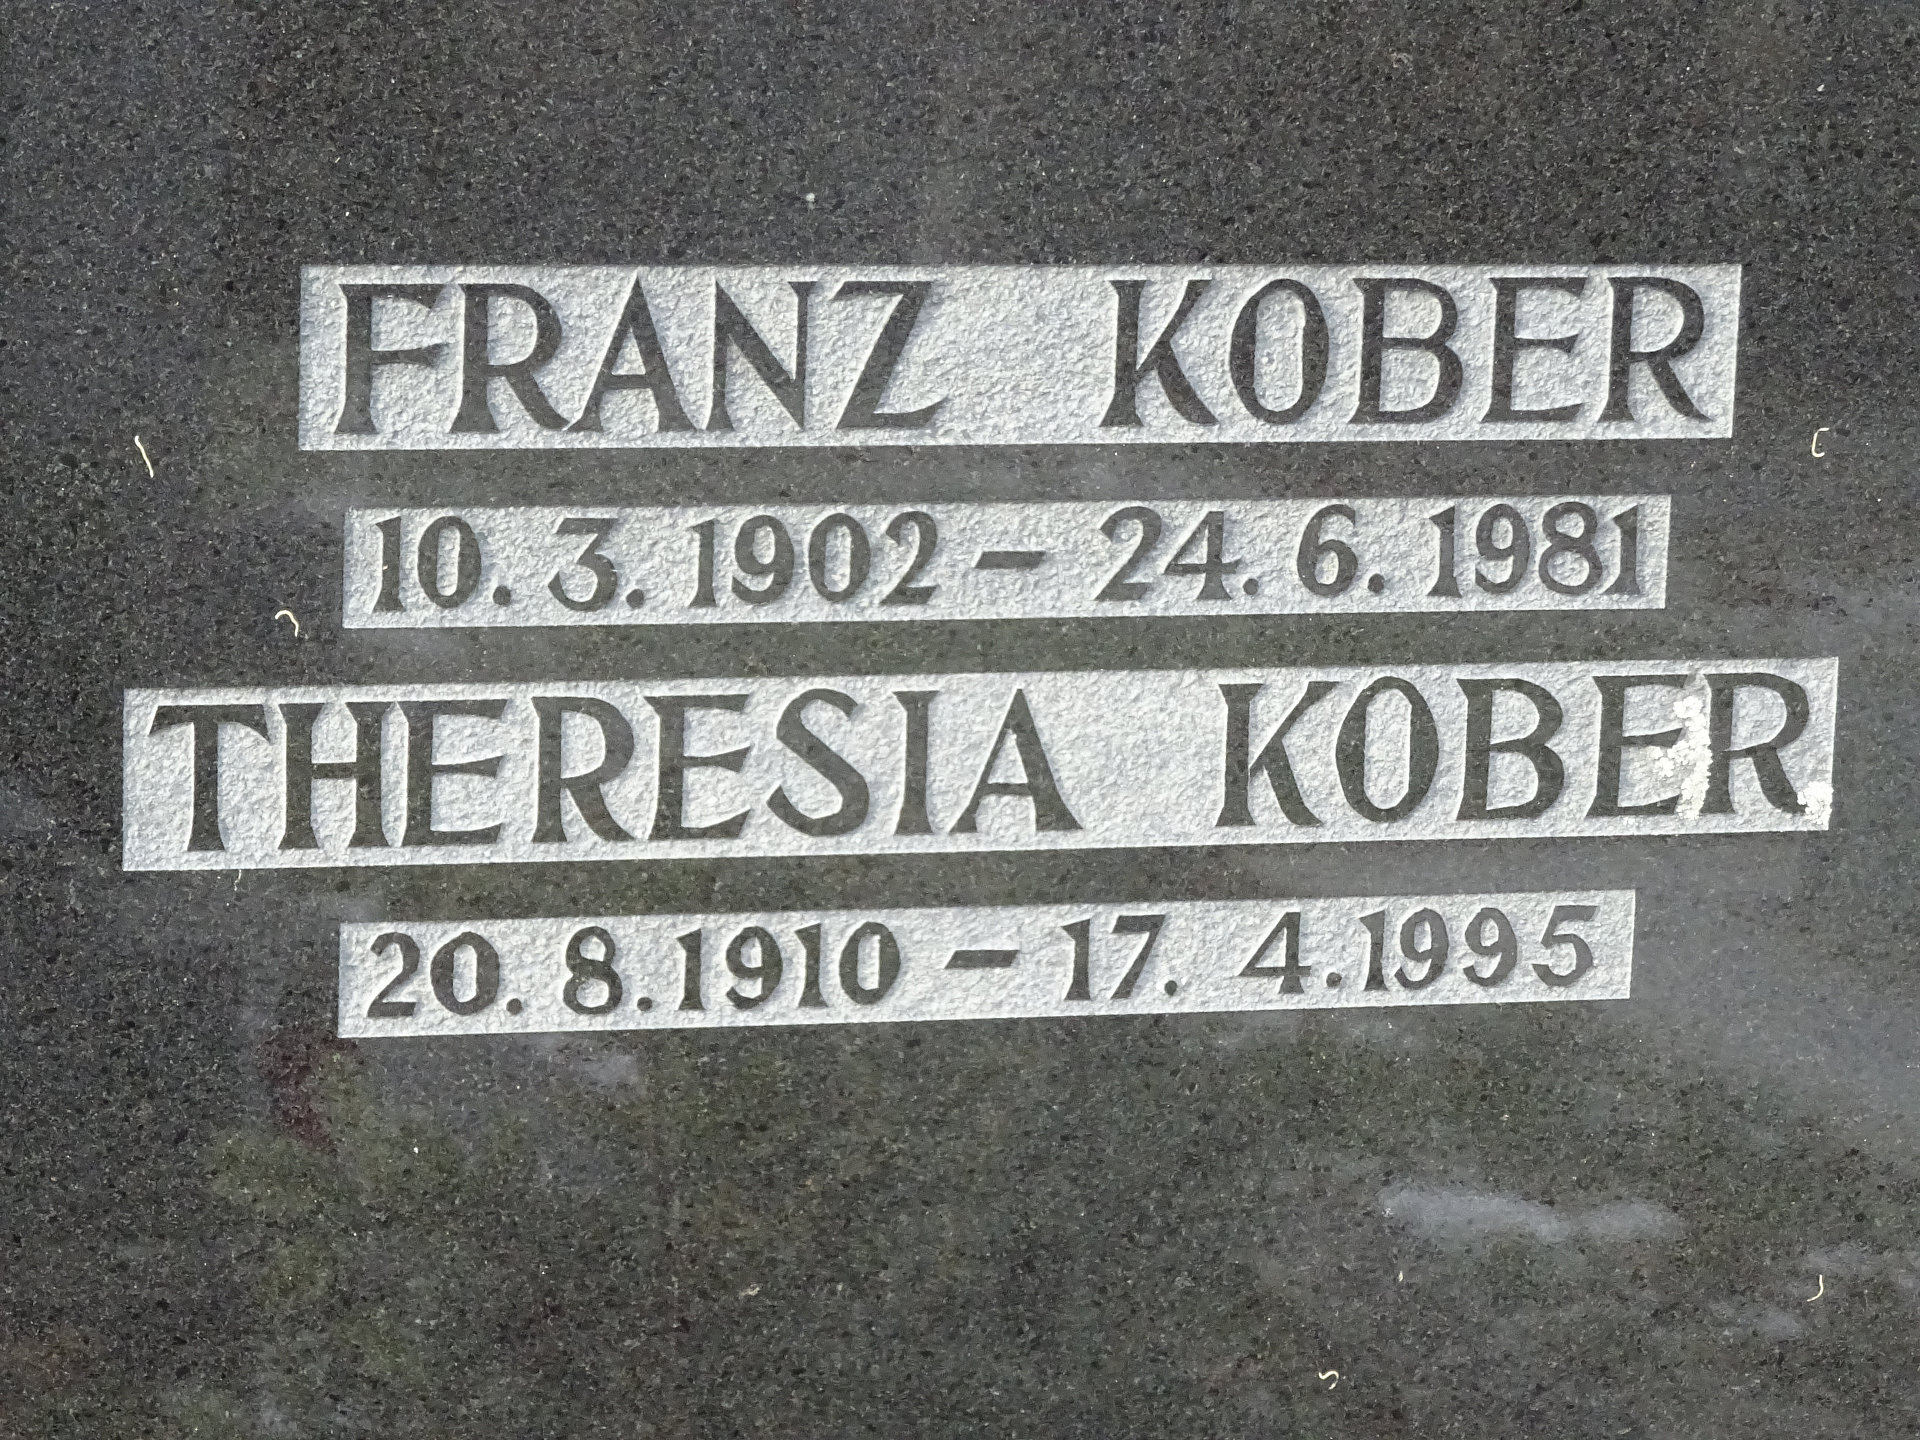 FRANZ KOBER
10. 3. 1902 – 24. 6. 1981
THERESIA KOBER
20. 8. 1910 – 17. 4. 1995